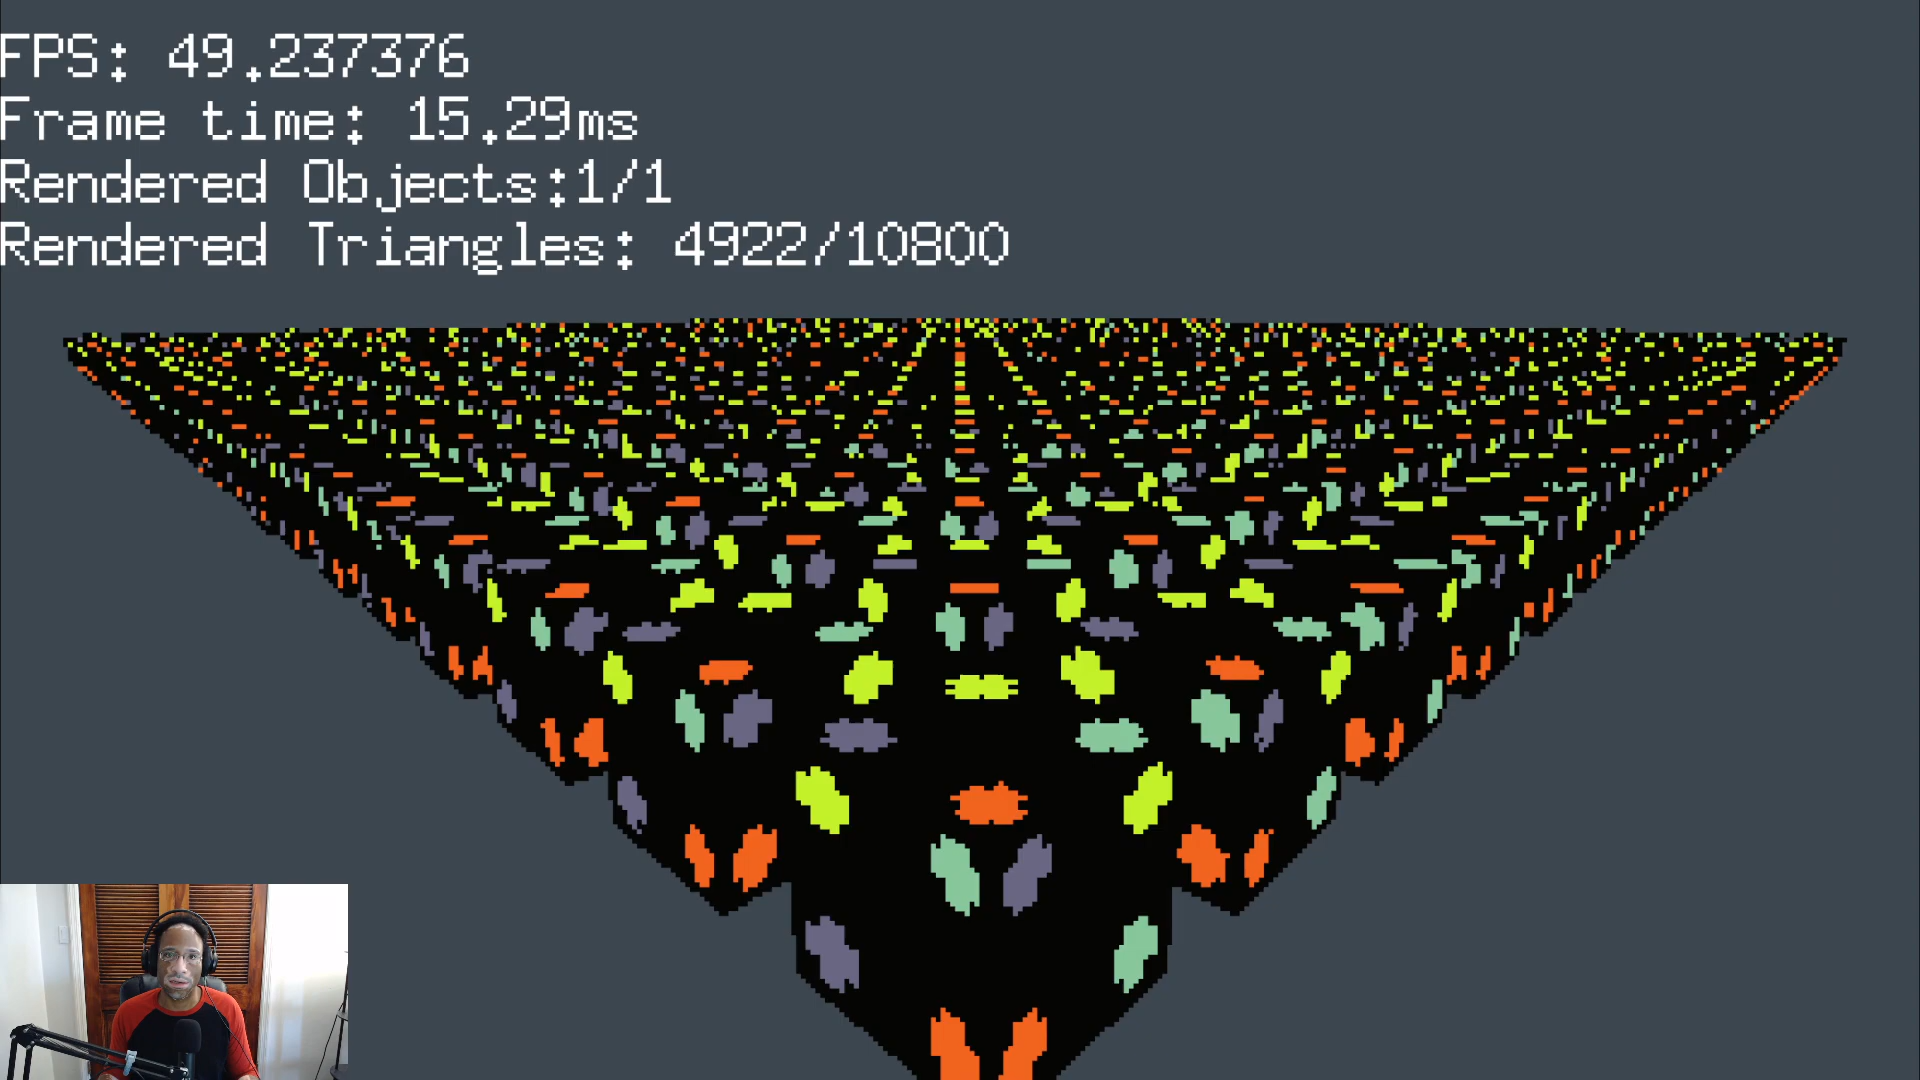 FPS: 49.237376
Frame time: 15.29ms
Rendered Objects:1/1
Rendered Triangles: 4922/10800